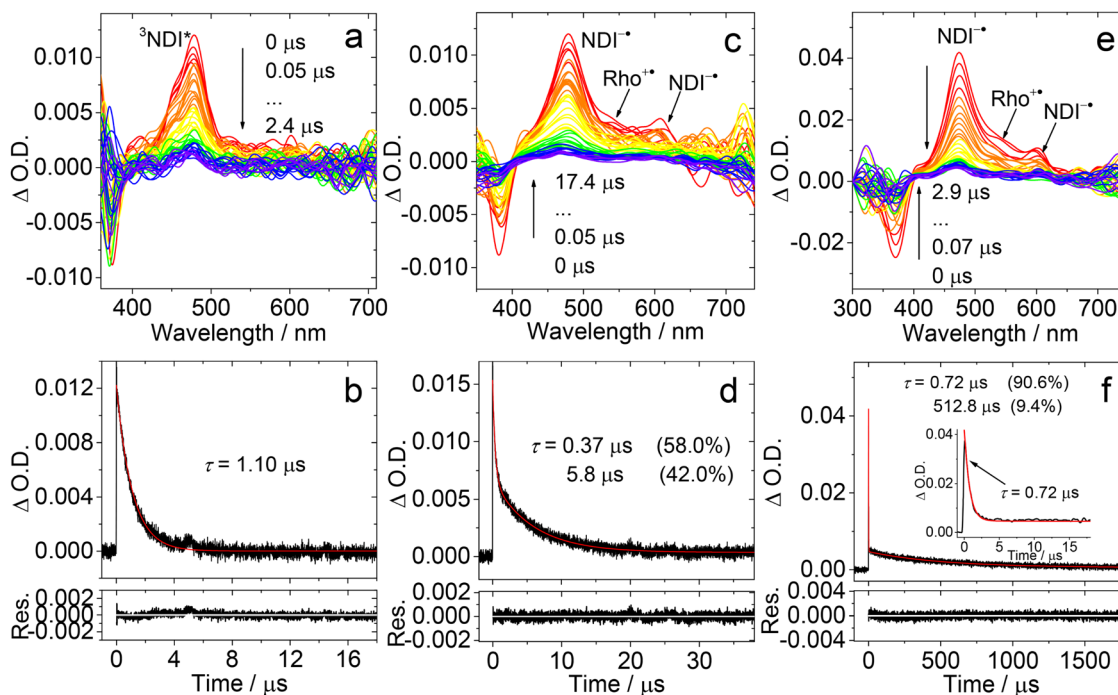 a
³NDI*
0 μs
0.05 μs
...
2.4 μs
Δ O.D.
0.010
0.005
0.000
-0.005
-0.010
400 500 600 700
Wavelength / nm
c
NDI⁻•
Rho⁺•
NDI⁻•
17.4 μs
...
0.05 μs
0 μs
Δ O.D.
0.015
0.010
0.005
0.000
-0.005
-0.010
400 500 600 700
Wavelength / nm
e
NDI⁻•
Rho⁺•
NDI⁻•
2.9 μs
...
0.07 μs
0 μs
Δ O.D.
0.04
0.02
0.00
-0.02
300 400 500 600 700
Wavelength / nm
b
τ = 1.10 μs
Δ O.D.
0.012
0.008
0.004
0.000
Res.
0.002
0.000
-0.002
0 4 8 12 16
Time / μs
d
τ = 0.37 μs (58.0%)
5.8 μs (42.0%)
Δ O.D.
0.015
0.010
0.005
0.000
Res.
0.002
0.000
-0.002
0 10 20 30
Time / μs
f
τ = 0.72 μs (90.6%)
512.8 μs (9.4%)
Δ O.D.
0.04
0.02
0.00
Δ O.D.
0.04
0.02
0.00
τ = 0.72 μs
0 5 10 15
Time / μs
Res.
0.004
0.000
-0.004
0 500 1000 1500
Time / μs